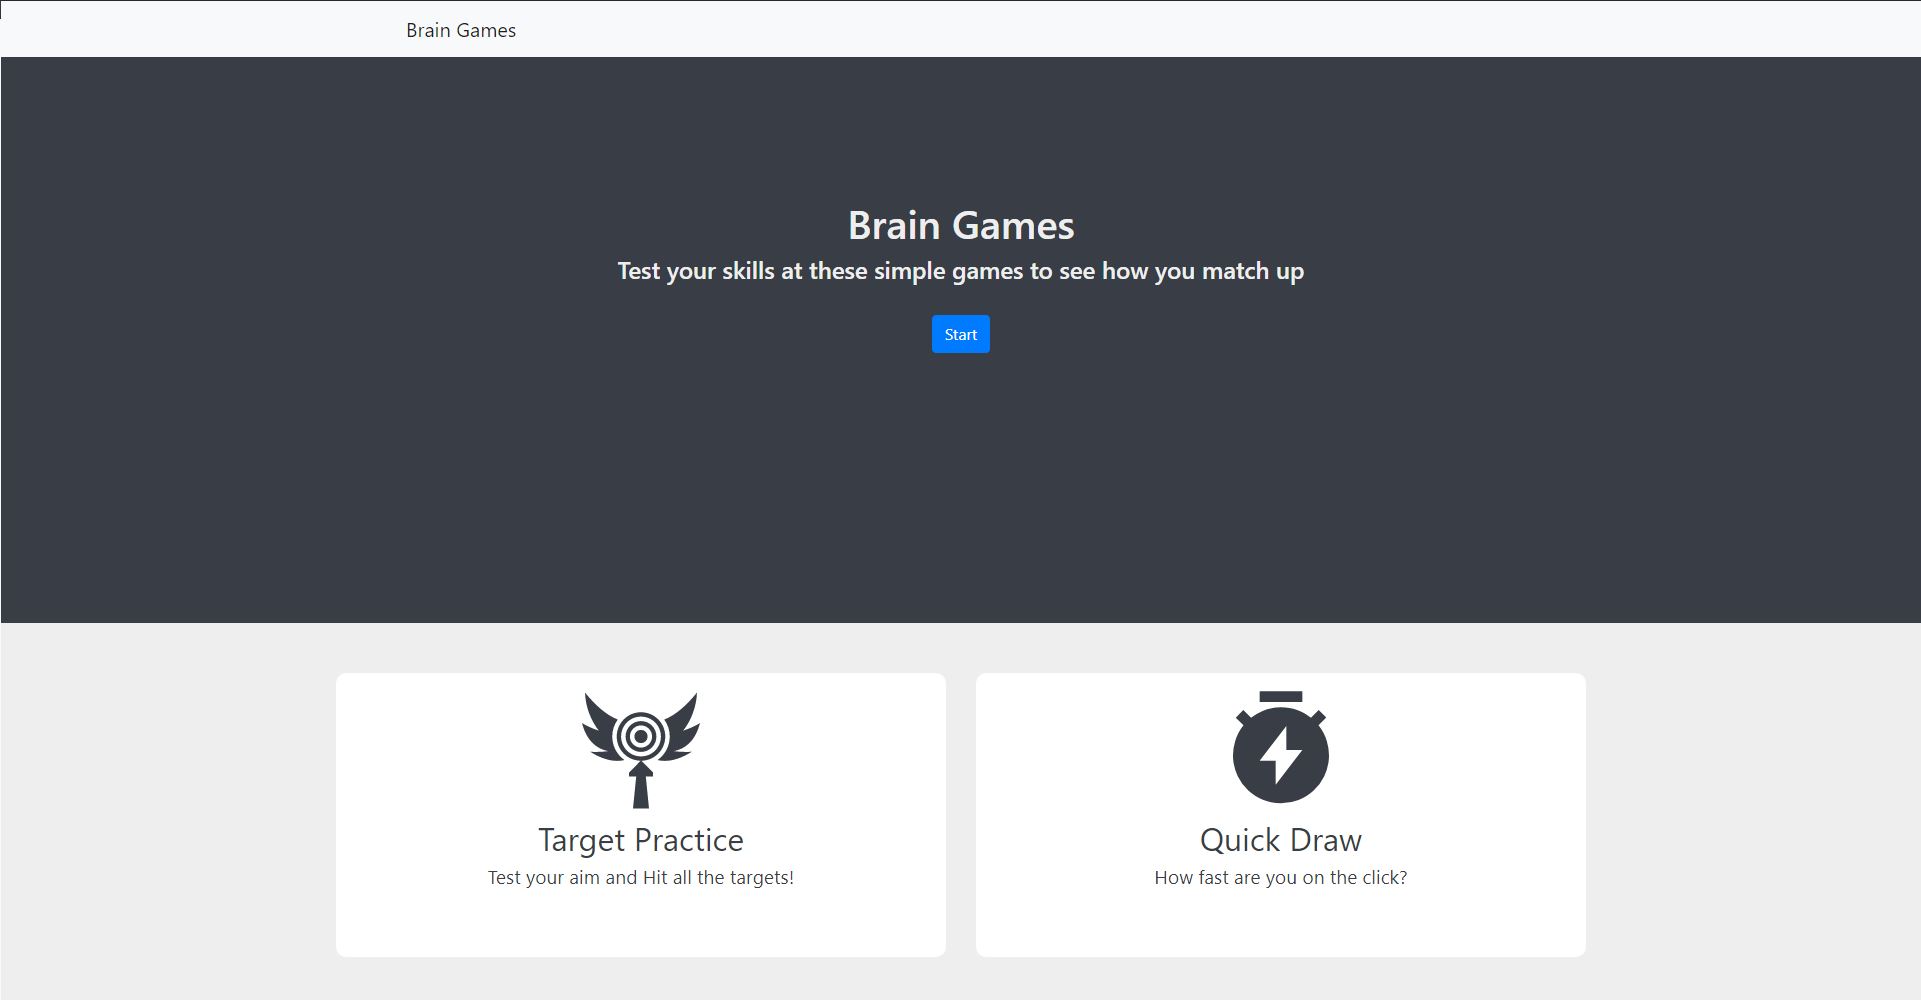 Brain Games
Brain Games
Test your skills at these simple games to see how you match up
Start
Target Practice
Test your aim and Hit all the targets!
Quick Draw
How fast are you on the click?